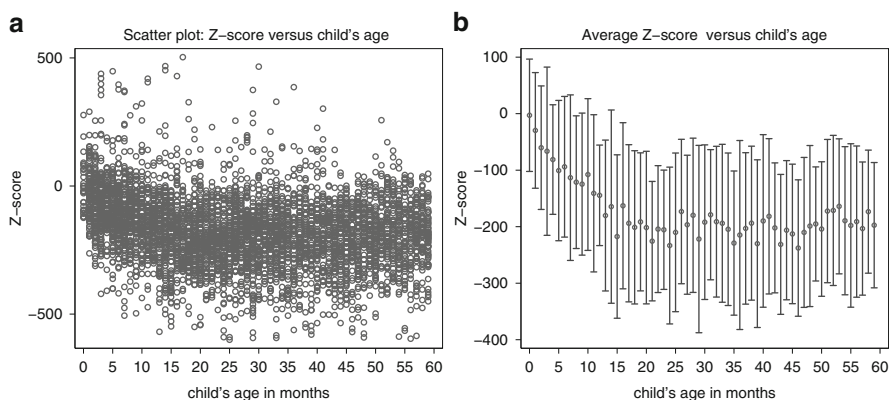 a
Scatter plot: Z−score versus child's age
Z−score
500
0
−500
0 5 10 15 20 25 30 35 40 45 50 55 60
child's age in months
b
Average Z−score versus child's age
Z−score
100
0
−100
−200
−300
−400
0 5 10 15 20 25 30 35 40 45 50 55 60
child's age in months